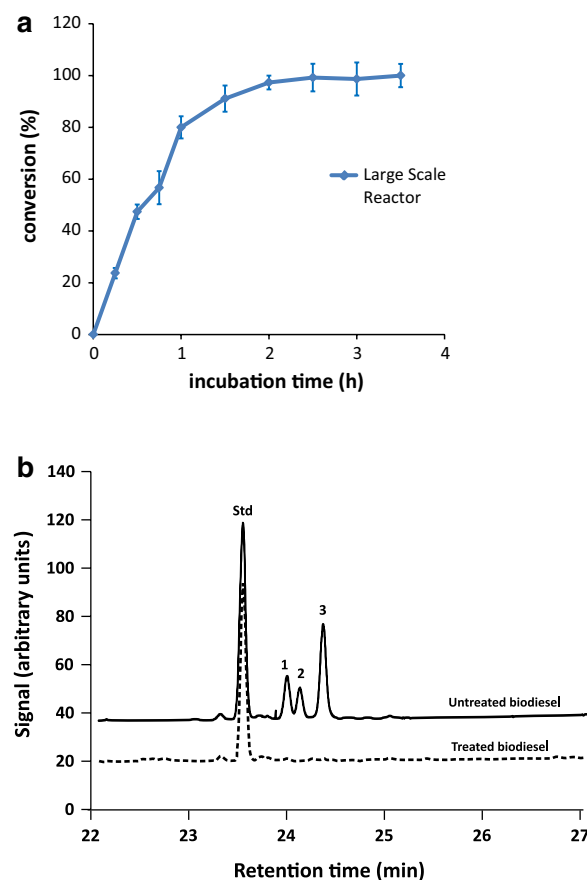 a
120
100
80
60
40
20
0
conversion (%)
0 1 2 3 4
incubation time (h)
Large Scale
Reactor
b
140
120
100
80
60
40
20
0
Signal (arbitrary units)
Std
1
2
3
Untreated biodiesel
Treated biodiesel
22 23 24 25 26 27
Retention time (min)